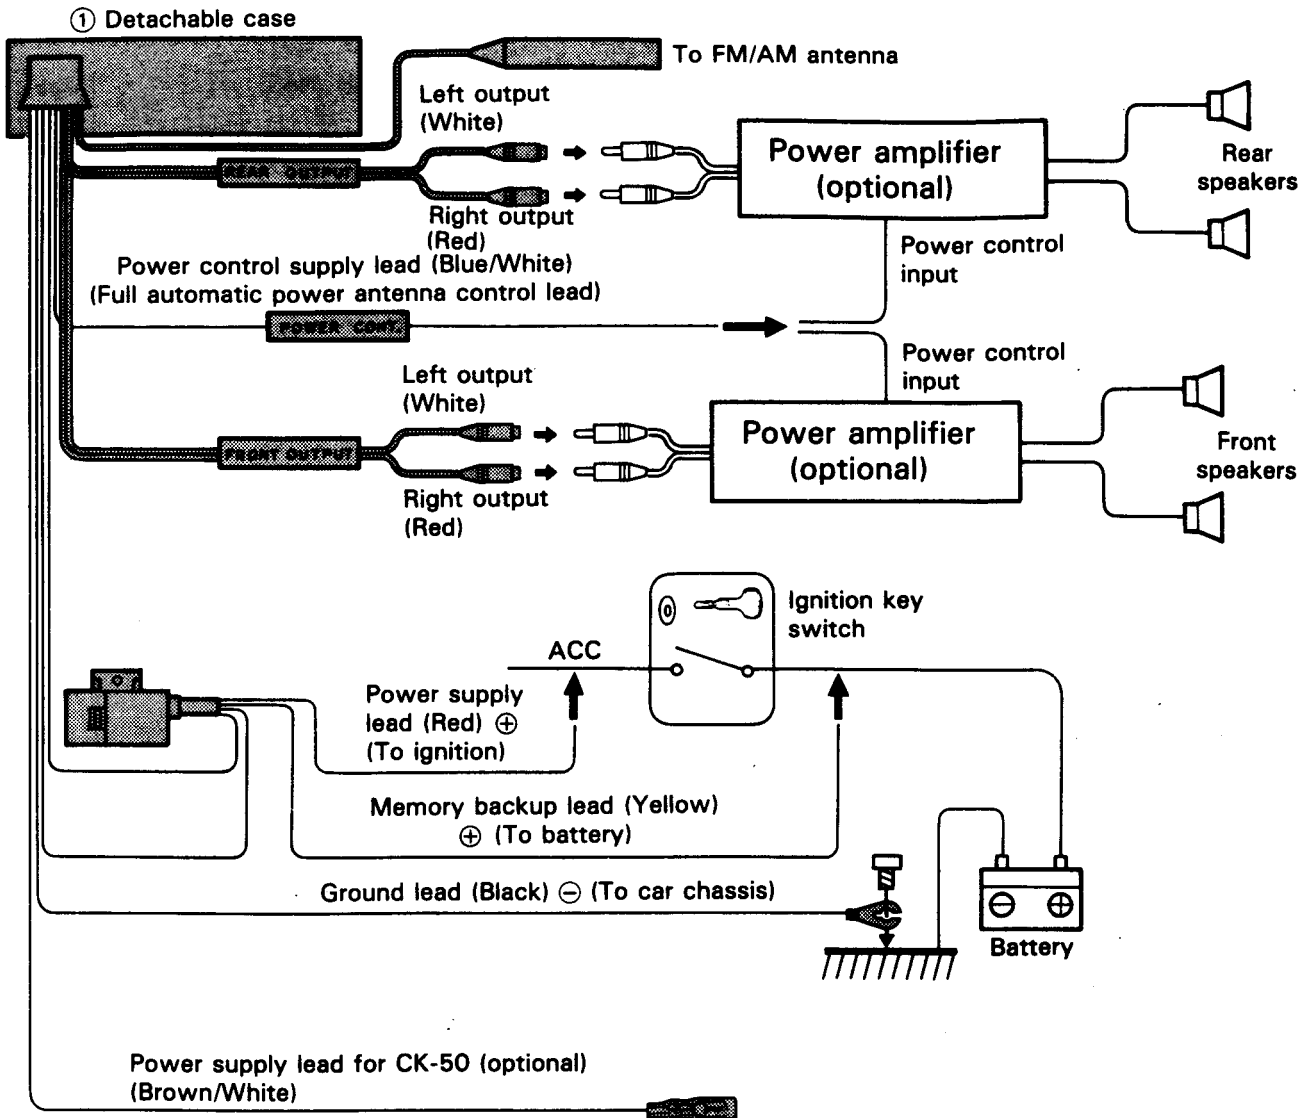 ① Detachable case
To FM/AM antenna
Left output
(White)
REAR OUTPUT
Right output
(Red)
Power amplifier
(optional)
Rear
speakers
Power control
input
Power control supply lead (Blue/White)
(Full automatic power antenna control lead)
POWER CONT.
Power control
input
Left output
(White)
FRONT OUTPUT
Right output
(Red)
Power amplifier
(optional)
Front
speakers
Ignition key
switch
ACC
Power supply
lead (Red) ⊕
(To ignition)
Memory backup lead (Yellow)
⊕ (To battery)
Ground lead (Black) ⊖ (To car chassis)
⊖ ⊕
Battery
Power supply lead for CK-50 (optional)
(Brown/White)